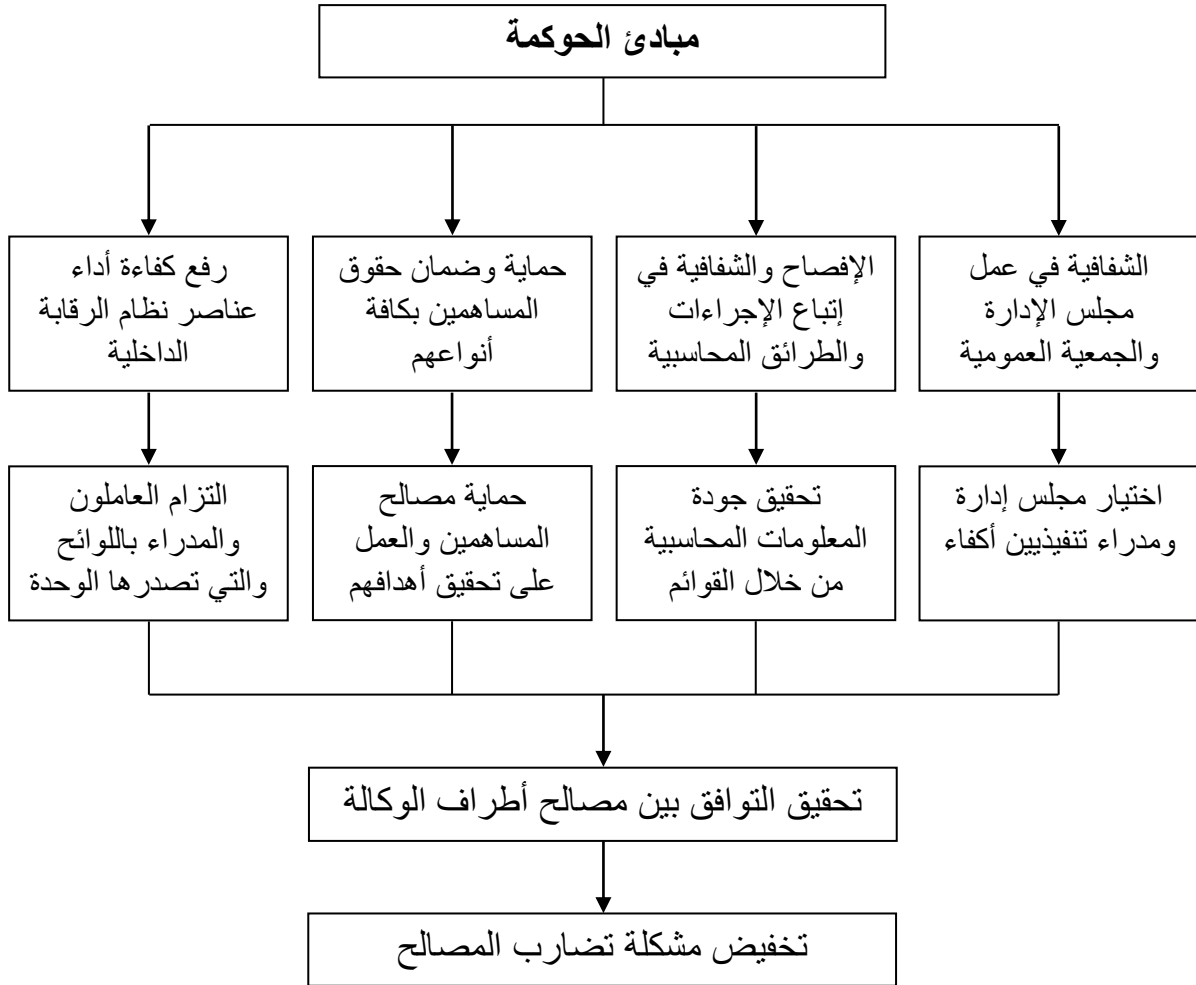 مبادئ الحوكمة
الشفافية في عمل
مجلس الإدارة
والجمعية العمومية
الإفصاح والشفافية في
إتباع الإجراءات
والطرائق المحاسبية
حماية وضمان حقوق
المساهمين بكافة
أنواعهم
رفع كفاءة أداء
عناصر نظام الرقابة
الداخلية
اختيار مجلس إدارة
ومدراء تنفيذيين أكفاء
تحقيق جودة
المعلومات المحاسبية
من خلال القوائم
حماية مصالح
المساهمين والعمل
على تحقيق أهدافهم
التزام العاملون
والمدراء باللوائح
والتي تصدرها الوحدة
تحقيق التوافق بين مصالح أطراف الوكالة
تخفيض مشكلة تضارب المصالح